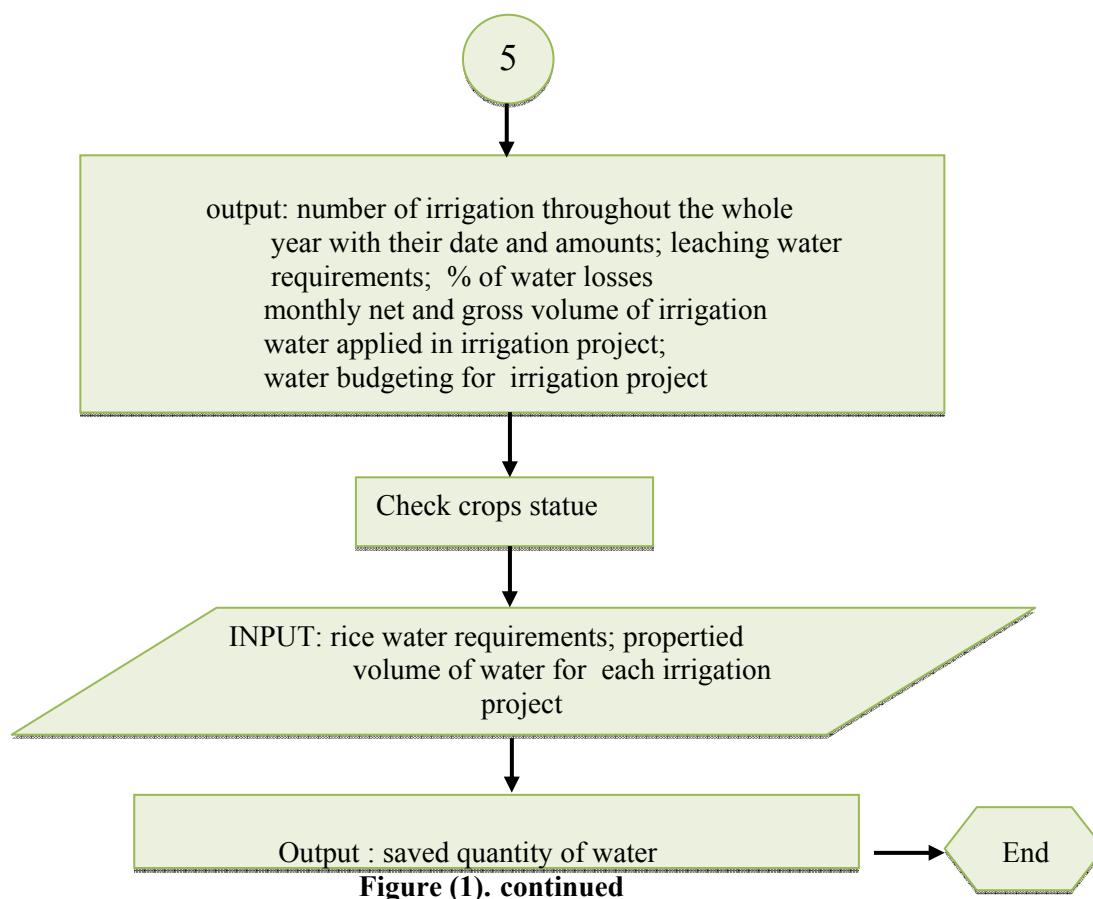 5
output: number of irrigation throughout the whole
year with their date and amounts; leaching water
requirements; % of water losses
monthly net and gross volume of irrigation
water applied in irrigation project;
water budgeting for irrigation project
Check crops statue
INPUT: rice water requirements; propertied
volume of water for each irrigation
project
Output : saved quantity of water
End
Figure (1). continued